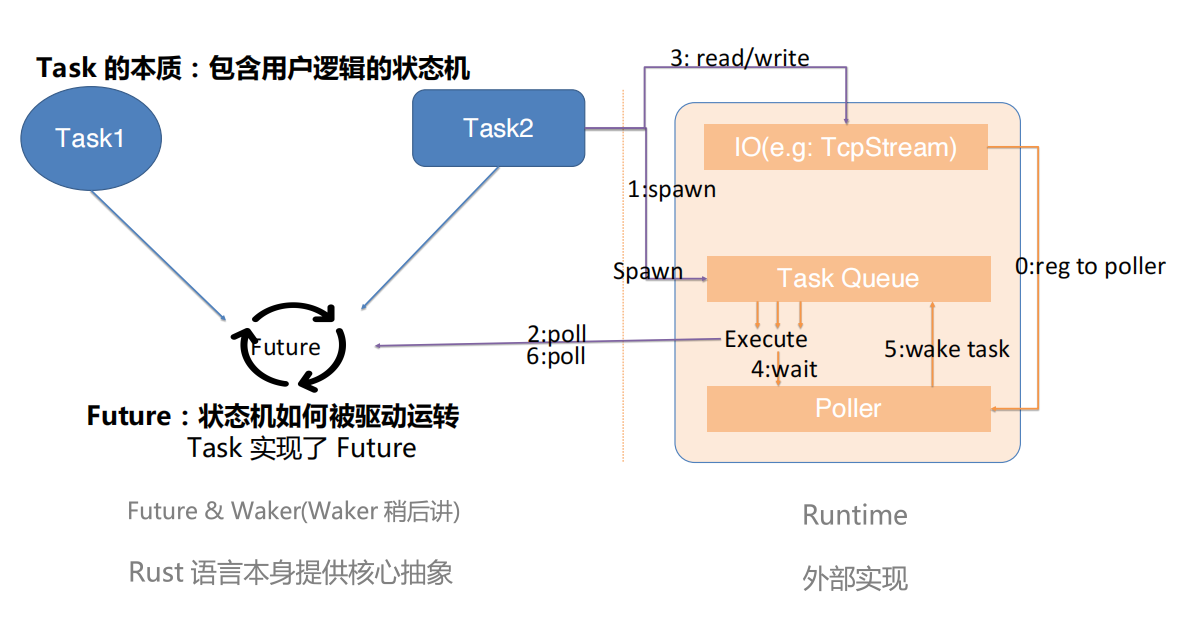 Task 的本质：包含用户逻辑的状态机
3: read/write
Task1
Task2
IO(e.g: TcpStream)
1:spawn
Spawn
Task Queue
0:reg to poller
2:poll
6:poll
Execute
5:wake task
4:wait
Future
Poller
Future：状态机如何被驱动运转
Task 实现了 Future
Future & Waker(Waker 稍后讲)
Runtime
Rust 语言本身提供核心抽象
外部实现